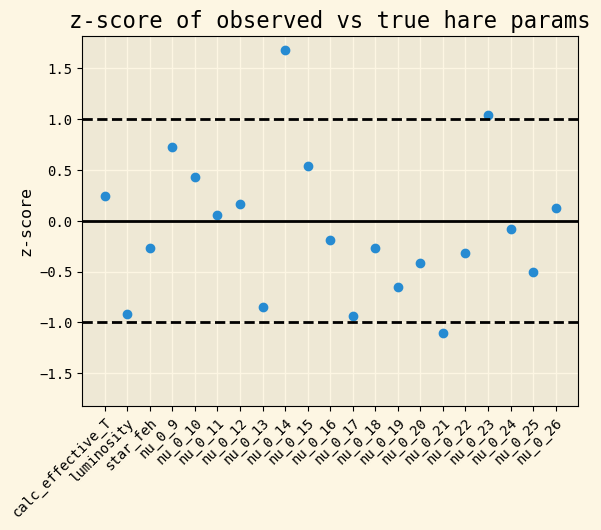 z-score of observed vs true hare params
z-score
1.5
1.0
0.5
0.0
−0.5
−1.0
−1.5
calc_effective_T
luminosity
star_feh
nu_0_9
nu_0_10
nu_0_11
nu_0_12
nu_0_13
nu_0_14
nu_0_15
nu_0_16
nu_0_17
nu_0_18
nu_0_19
nu_0_20
nu_0_21
nu_0_22
nu_0_23
nu_0_24
nu_0_25
nu_0_26